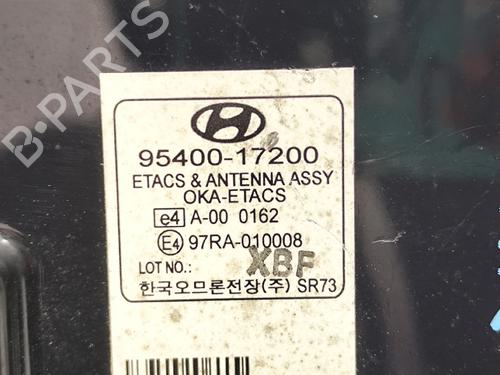 B-PARTS
95400-17200
ETACS & ANTENNA ASSY
OKA-ETACS
e4 A-00 0162
E4 97RA-010008
LOT NO.: XBF
한국오므론전장(주) SR73